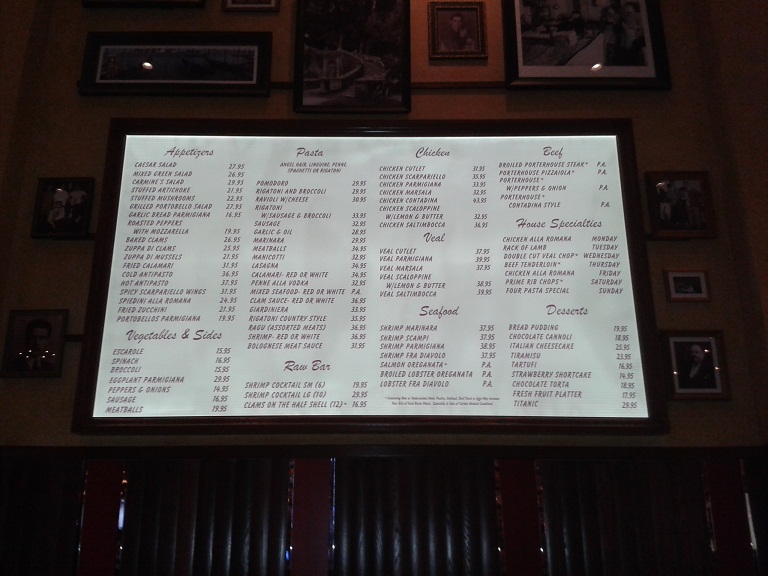 Appetizers
CAESAR SALAD 27.95
MIXED GREEN SALAD 26.95
CARMINE'S SALAD 29.95
STUFFED ARTICHOKE 21.95
STUFFED MUSHROOMS 22.95
GRILLED PORTOBELLO SALAD 27.95
GARLIC BREAD PARMIGIANA 16.95
ROASTED PEPPERS
WITH MOZZARELLA 19.95
BAKED CLAMS 26.95
ZUPPA DI CLAMS 25.95
ZUPPA DI MUSSELS 21.95
FRIED CALAMARI 31.95
COLD ANTIPASTO 36.95
HOT ANTIPASTO 37.95
SPICY SCARPARIELLO WINGS 31.95
SPIEDINI ALLA ROMANA 24.95
FRIED ZUCCHINI 21.95
PORTOBELLOS PARMIGIANA 19.95
Vegetables & Sides
ESCAROLE 15.95
SPINACH 16.95
BROCCOLI 15.95
EGGPLANT PARMIGIANA 29.95
PEPPERS & ONIONS 14.95
SAUSAGE 16.95
MEATBALLS 19.95
Pasta
ANGEL HAIR, LINGUINE, PENNE,
SPAGHETTI OR RIGATONI
POMODORO 29.95
RIGATONI AND BROCCOLI 29.95
RAVIOLI W/CHEESE 30.95
RIGATONI
W/SAUSAGE & BROCCOLI 33.95
SAUSAGE 32.95
GARLIC & OIL 28.95
MARINARA 29.95
MEATBALLS 34.95
MANICOTTI 32.95
LASAGNA 34.95
CALAMARI- RED OR WHITE 34.95
PENNE ALLA VODKA 32.95
MIXED SEAFOOD- RED OR WHITE P.A.
CLAM SAUCE- RED OR WHITE 36.95
GIARDINIERA 33.95
RIGATONI COUNTRY STYLE 35.95
RAGU (ASSORTED MEATS) 36.95
SHRIMP- RED OR WHITE 36.95
BOLOGNESE MEAT SAUCE 31.95
Raw Bar
SHRIMP COCKTAIL SM (6) 19.95
SHRIMP COCKTAIL LG (10) 29.95
CLAMS ON THE HALF SHELL (12)* 16.95
Chicken
CHICKEN CUTLET 31.95
CHICKEN SCARPARIELLO 35.95
CHICKEN PARMIGIANA 33.95
CHICKEN MARSALA 32.95
CHICKEN CONTADINA 43.95
CHICKEN SCALOPPINE
W/LEMON & BUTTER 32.95
CHICKEN SALTIMBOCCA 36.95
Veal
VEAL CUTLET 37.95
VEAL PARMIGIANA 39.95
VEAL MARSALA 37.95
VEAL SCALOPPINE
W/LEMON & BUTTER 38.95
VEAL SALTIMBOCCA 39.95
Seafood
SHRIMP MARINARA 37.95
SHRIMP SCAMPI 37.95
SHRIMP PARMIGIANA 38.95
SHRIMP FRA DIAVOLO 37.95
SALMON OREGANATA* P.A.
BROILED LOBSTER OREGANATA P.A.
LOBSTER FRA DIAVOLO P.A.
Beef
BROILED PORTERHOUSE STEAK* P.A.
PORTERHOUSE PIZZAIOLA* P.A.
PORTERHOUSE*
W/PEPPERS & ONION P.A.
PORTERHOUSE*
CONTADINA STYLE P.A.
House Specialties
CHICKEN ALLA ROMANA MONDAY
RACK OF LAMB TUESDAY
DOUBLE CUT VEAL CHOP* WEDNESDAY
BEEF TENDERLOIN* THURSDAY
CHICKEN ALLA ROMANA FRIDAY
PRIME RIB CHOPS* SATURDAY
FOUR PASTA SPECIAL SUNDAY
Desserts
BREAD PUDDING 19.95
CHOCOLATE CANNOLI 18.95
ITALIAN CHEESECAKE 25.95
TIRAMISU 23.95
TARTUFI 16.95
STRAWBERRY SHORTCAKE 14.95
CHOCOLATE TORTA 18.95
FRESH FRUIT PLATTER 17.95
TITANIC 29.95